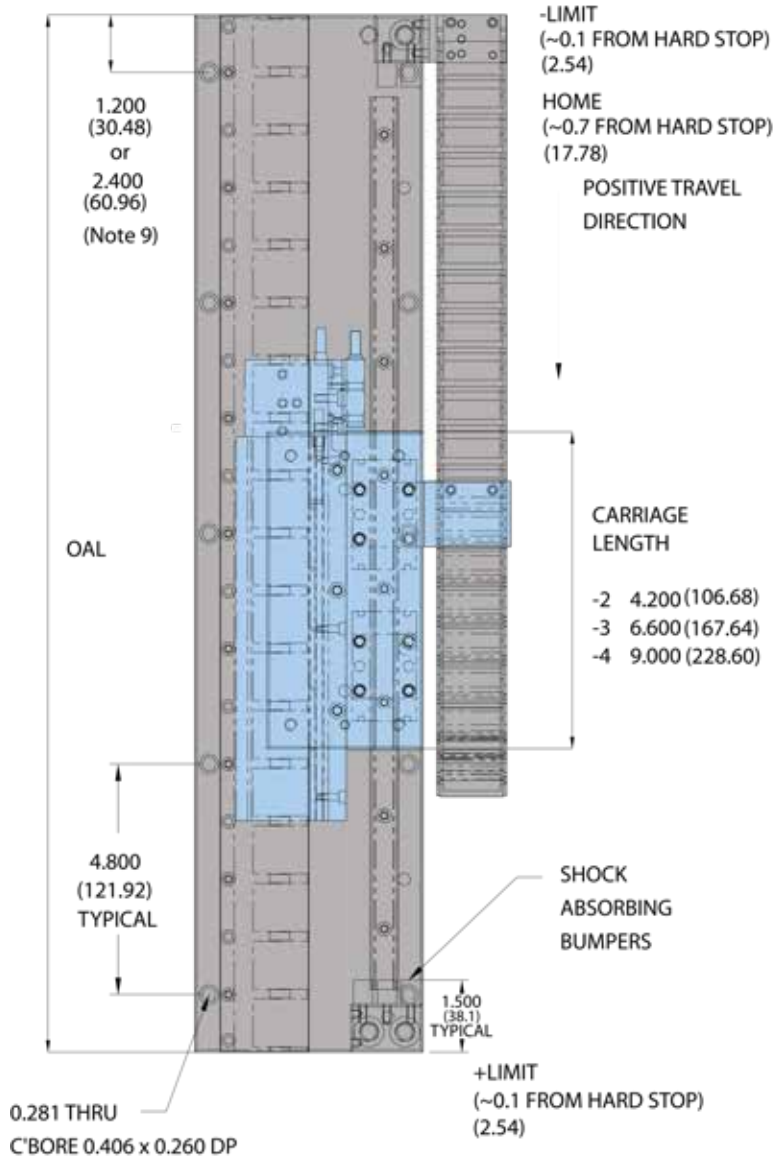 -LIMIT
(~0.1 FROM HARD STOP)
(2.54)
HOME
(~0.7 FROM HARD STOP)
(17.78)
POSITIVE TRAVEL
DIRECTION
1.200
(30.48)
or
2.400
(60.96)
(Note 9)
OAL
CARRIAGE
LENGTH
-2 4.200 (106.68)
-3 6.600 (167.64)
-4 9.000 (228.60)
4.800
(121.92)
TYPICAL
SHOCK
ABSORBING
BUMPERS
1.500
(38.1)
TYPICAL
+LIMIT
(~0.1 FROM HARD STOP)
(2.54)
0.281 THRU
C'BORE 0.406 x 0.260 DP